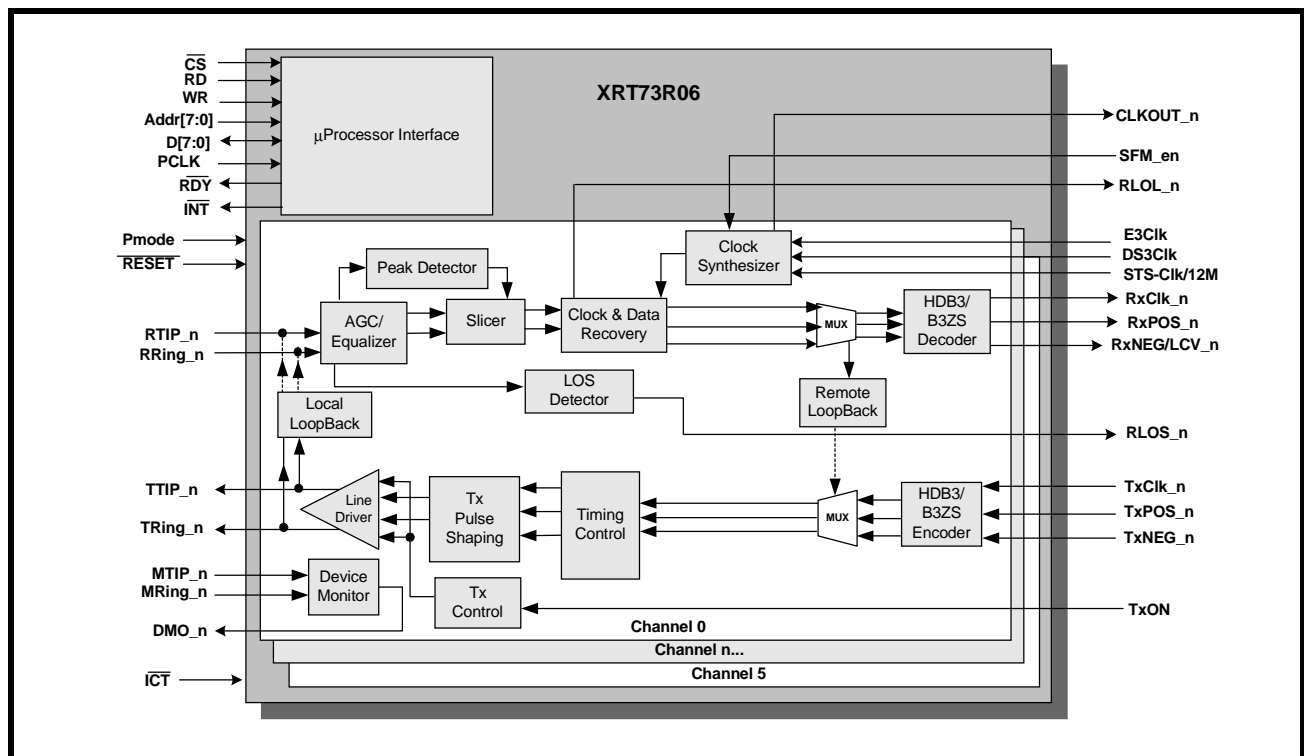 XRT73R06
CS
RD
WR
Addr[7:0]
D[7:0]
PCLK
RDY
INT
Pmode
RESET
µProcessor Interface
CLKOUT_n
SFM_en
RLOL_n
E3Clk
DS3Clk
STS-Clk/12M
Clock
Synthesizer
Peak Detector
RTIP_n
RRing_n
AGC/
Equalizer
Slicer
Clock & Data
Recovery
MUX
HDB3/
B3ZS
Decoder
RxClk_n
RxPOS_n
RxNEG/LCV_n
LOS
Detector
Remote
LoopBack
Local
LoopBack
RLOS_n
TTIP_n
TRing_n
Line
Driver
Tx
Pulse
Shaping
Timing
Control
MUX
HDB3/
B3ZS
Encoder
TxClk_n
TxPOS_n
TxNEG_n
MTIP_n
MRing_n
DMO_n
Device
Monitor
Tx
Control
TxON
Channel 0
Channel n...
Channel 5
ICT